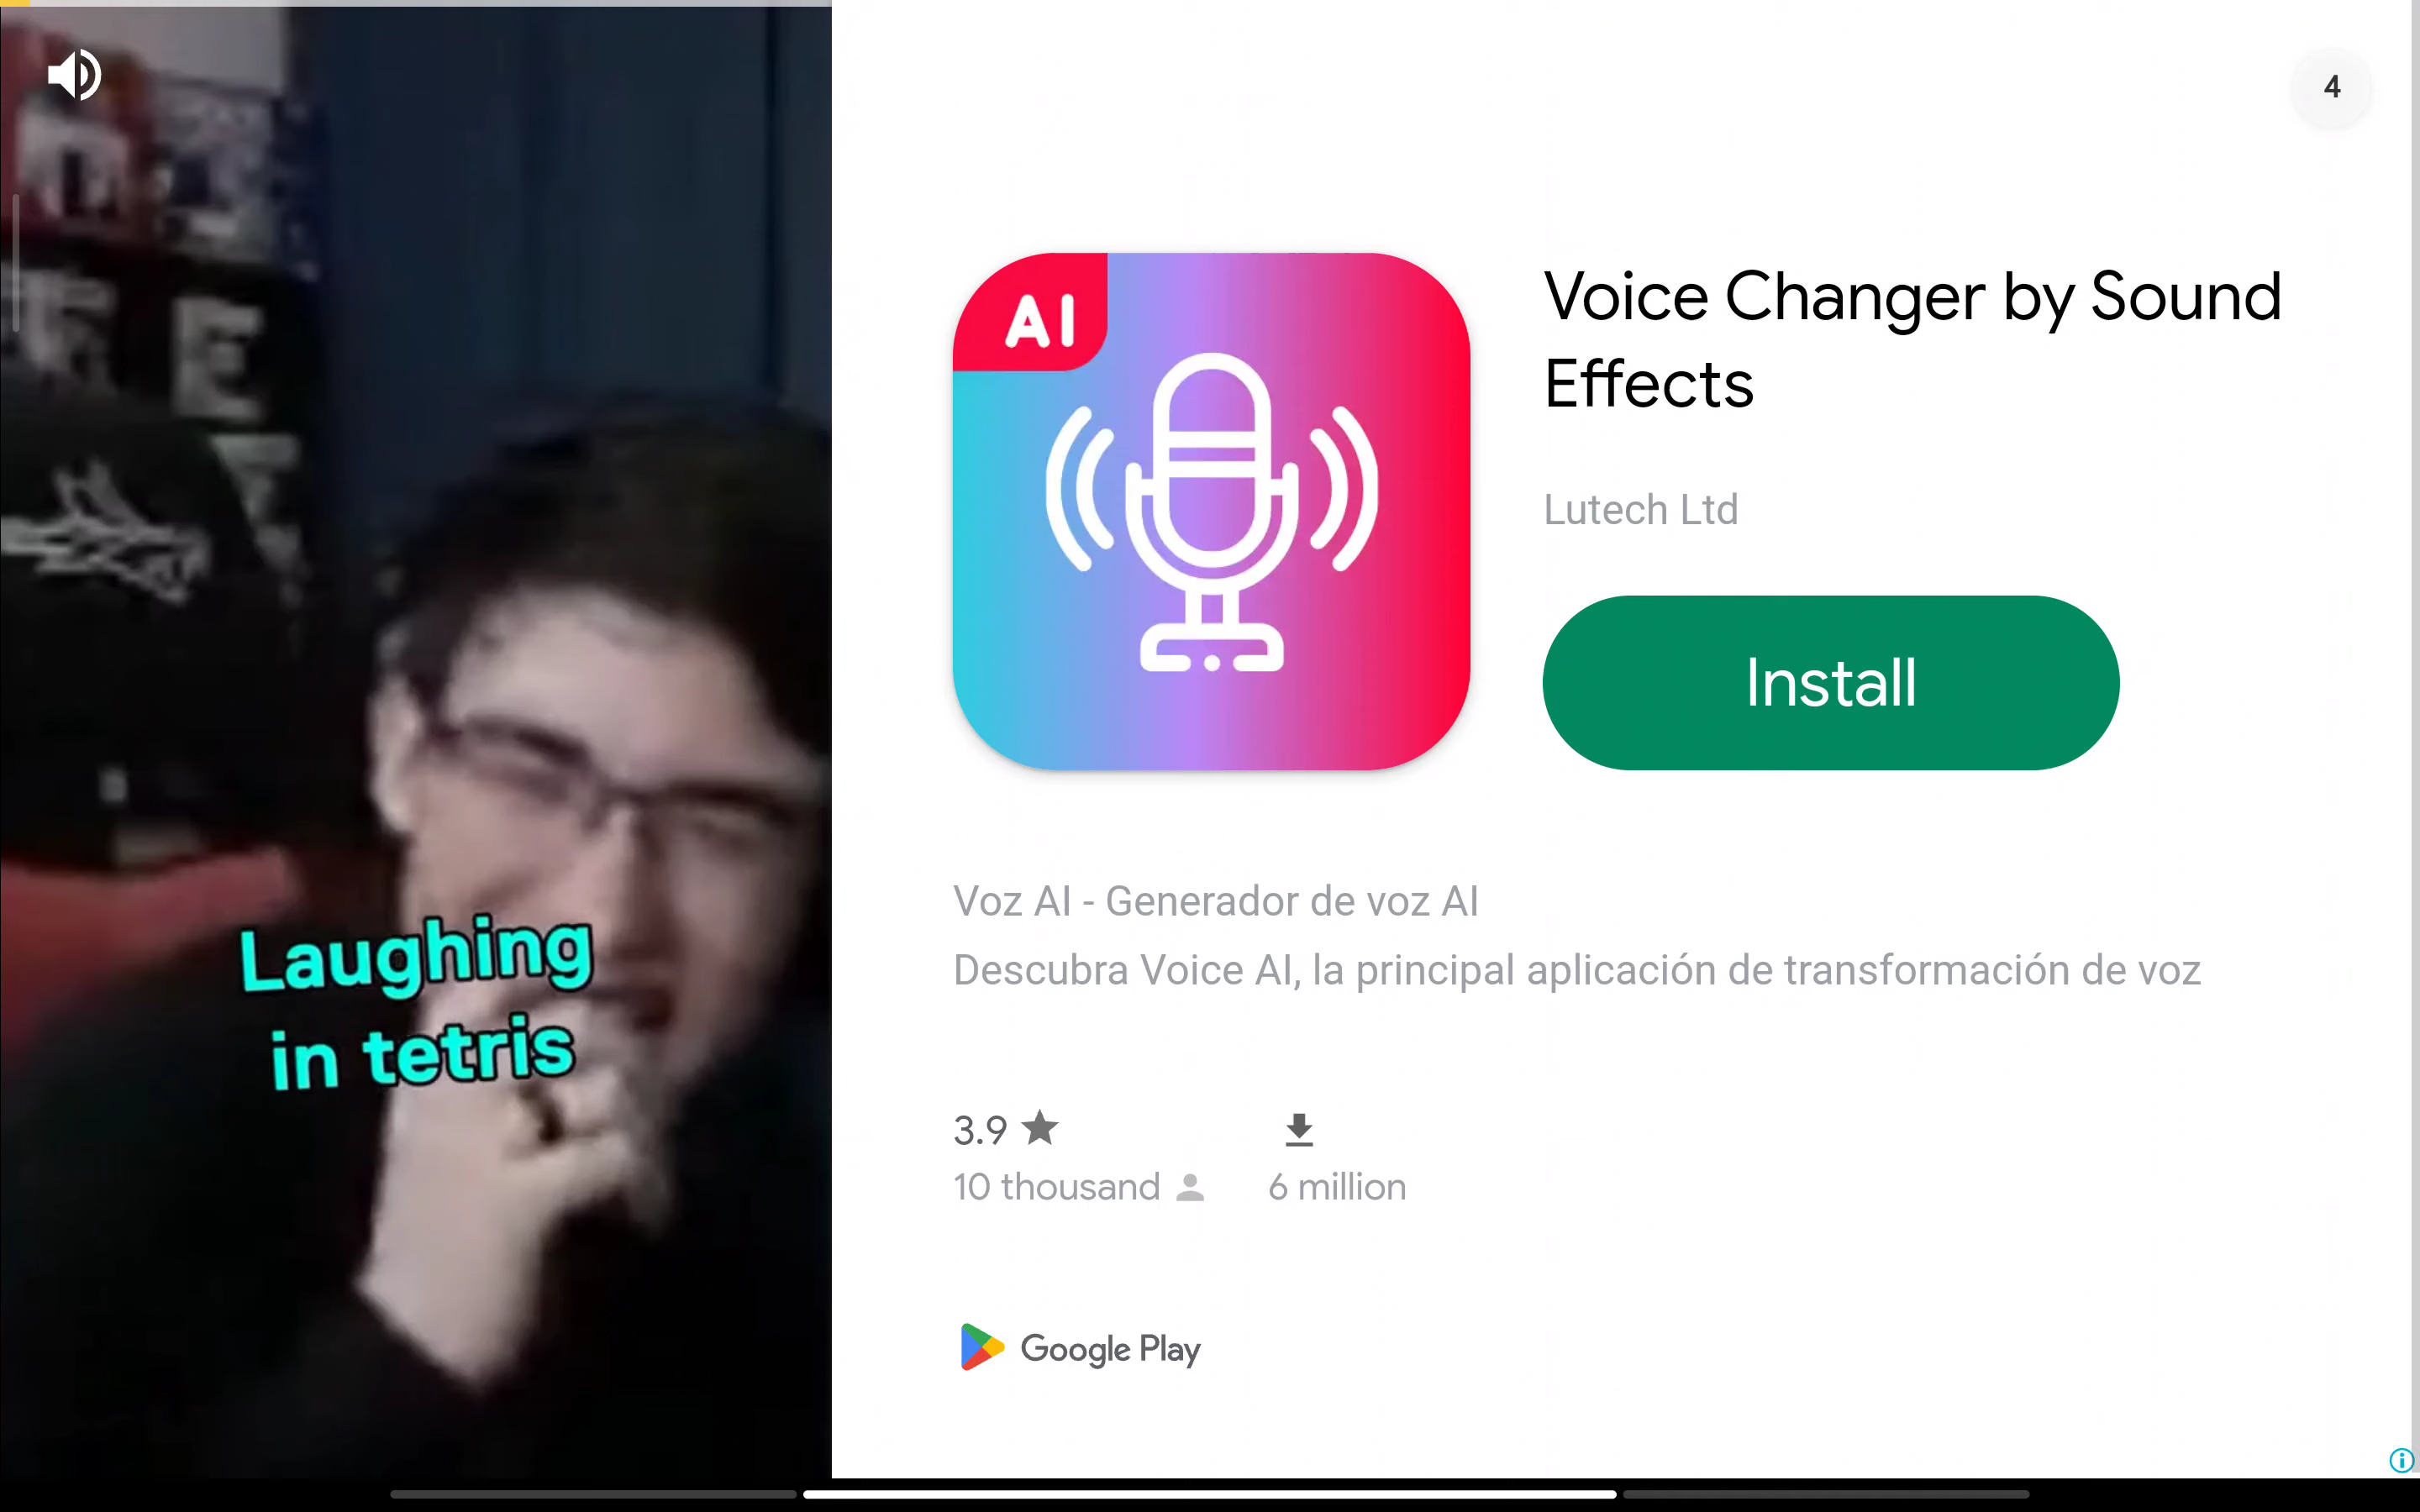 4
AI
Voice Changer by Sound
Effects
Lutech Ltd
Install
Laughing
in tetris
Voz AI - Generador de voz AI
Descubra Voice AI, la principal aplicación de transformación de voz
3.9
10 thousand
6 million
Google Play